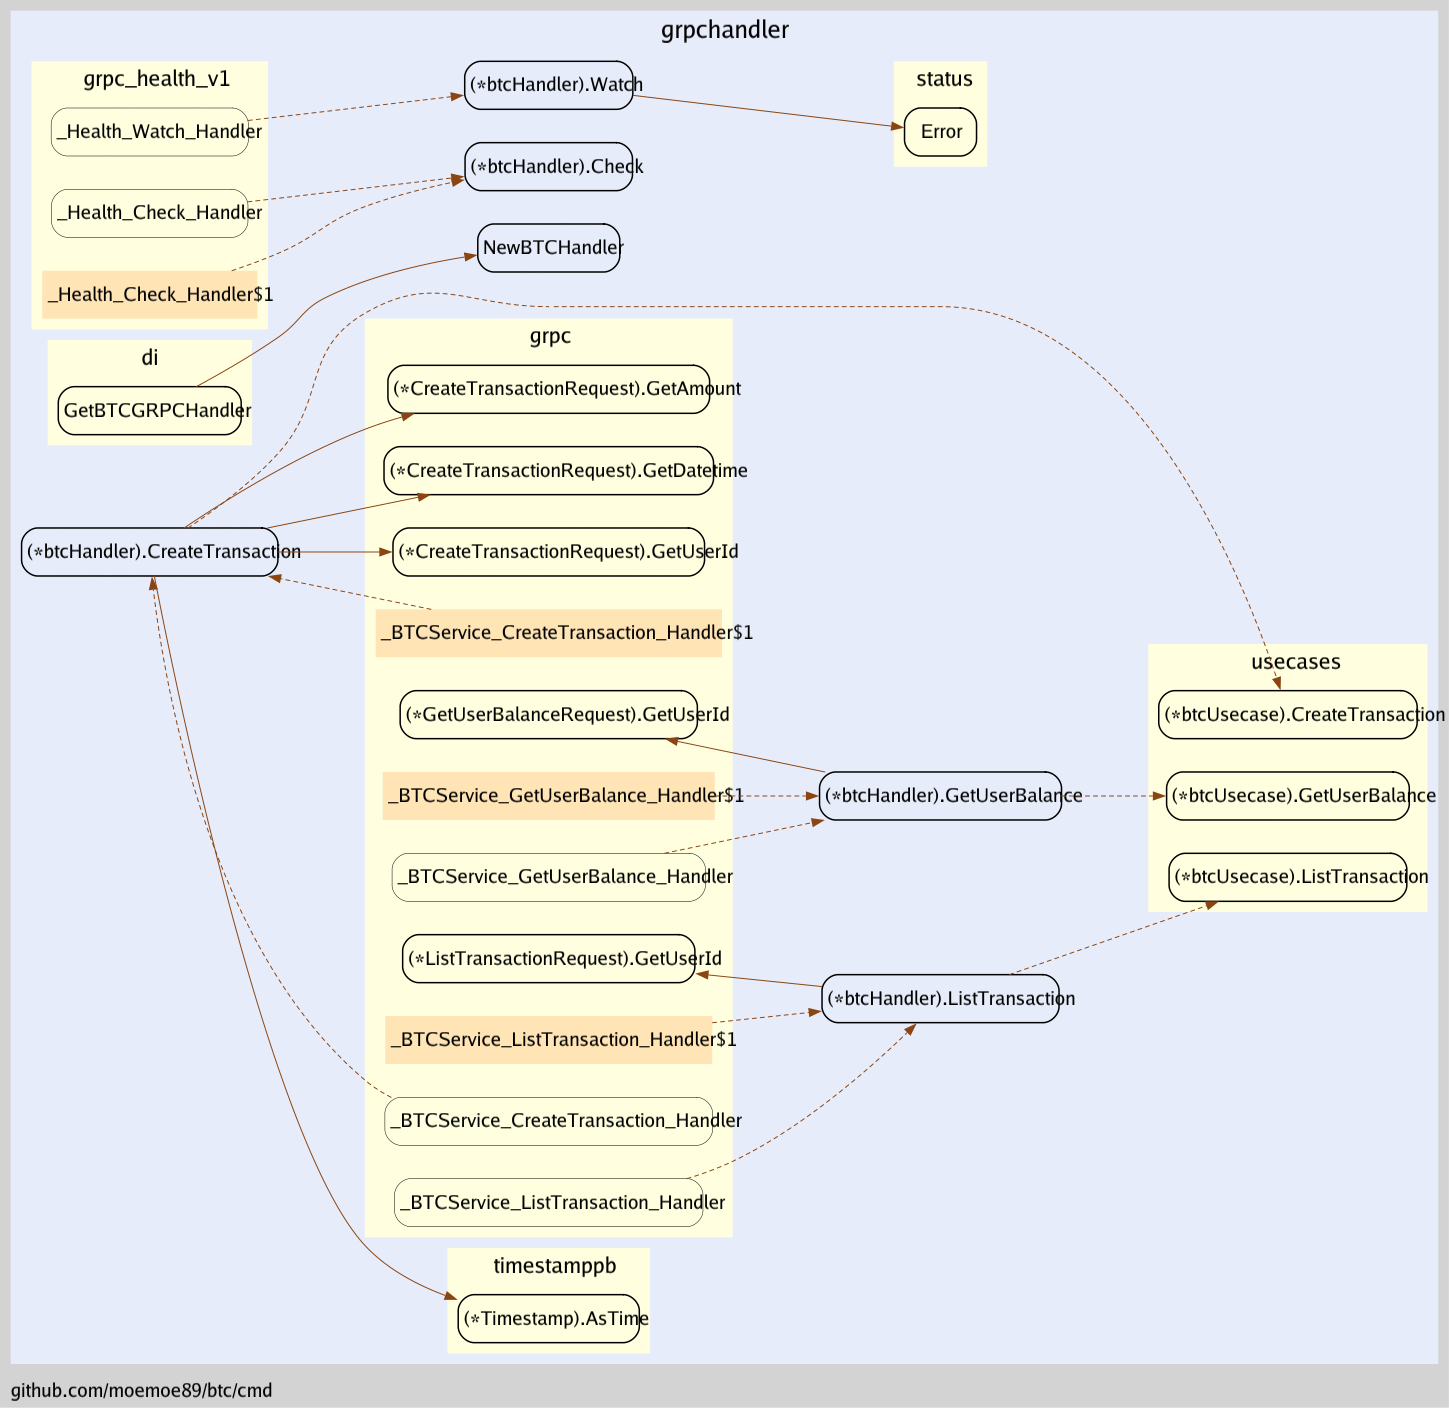 grpchandler
grpc_health_v1
_Health_Watch_Handler
_Health_Check_Handler
_Health_Check_Handler$1
(*btcHandler).Watch
(*btcHandler).Check
NewBTCHandler
status
Error
di
GetBTCGRPCHandler
(*btcHandler).CreateTransaction
grpc
(*CreateTransactionRequest).GetAmount
(*CreateTransactionRequest).GetDatetime
(*CreateTransactionRequest).GetUserId
_BTCService_CreateTransaction_Handler$1
(*GetUserBalanceRequest).GetUserId
_BTCService_GetUserBalance_Handler$1
_BTCService_GetUserBalance_Handler
(*ListTransactionRequest).GetUserId
_BTCService_ListTransaction_Handler$1
_BTCService_CreateTransaction_Handler
_BTCService_ListTransaction_Handler
(*btcHandler).GetUserBalance
(*btcHandler).ListTransaction
usecases
(*btcUsecase).CreateTransaction
(*btcUsecase).GetUserBalance
(*btcUsecase).ListTransaction
timestamppb
(*Timestamp).AsTime
github.com/moemoe89/btc/cmd